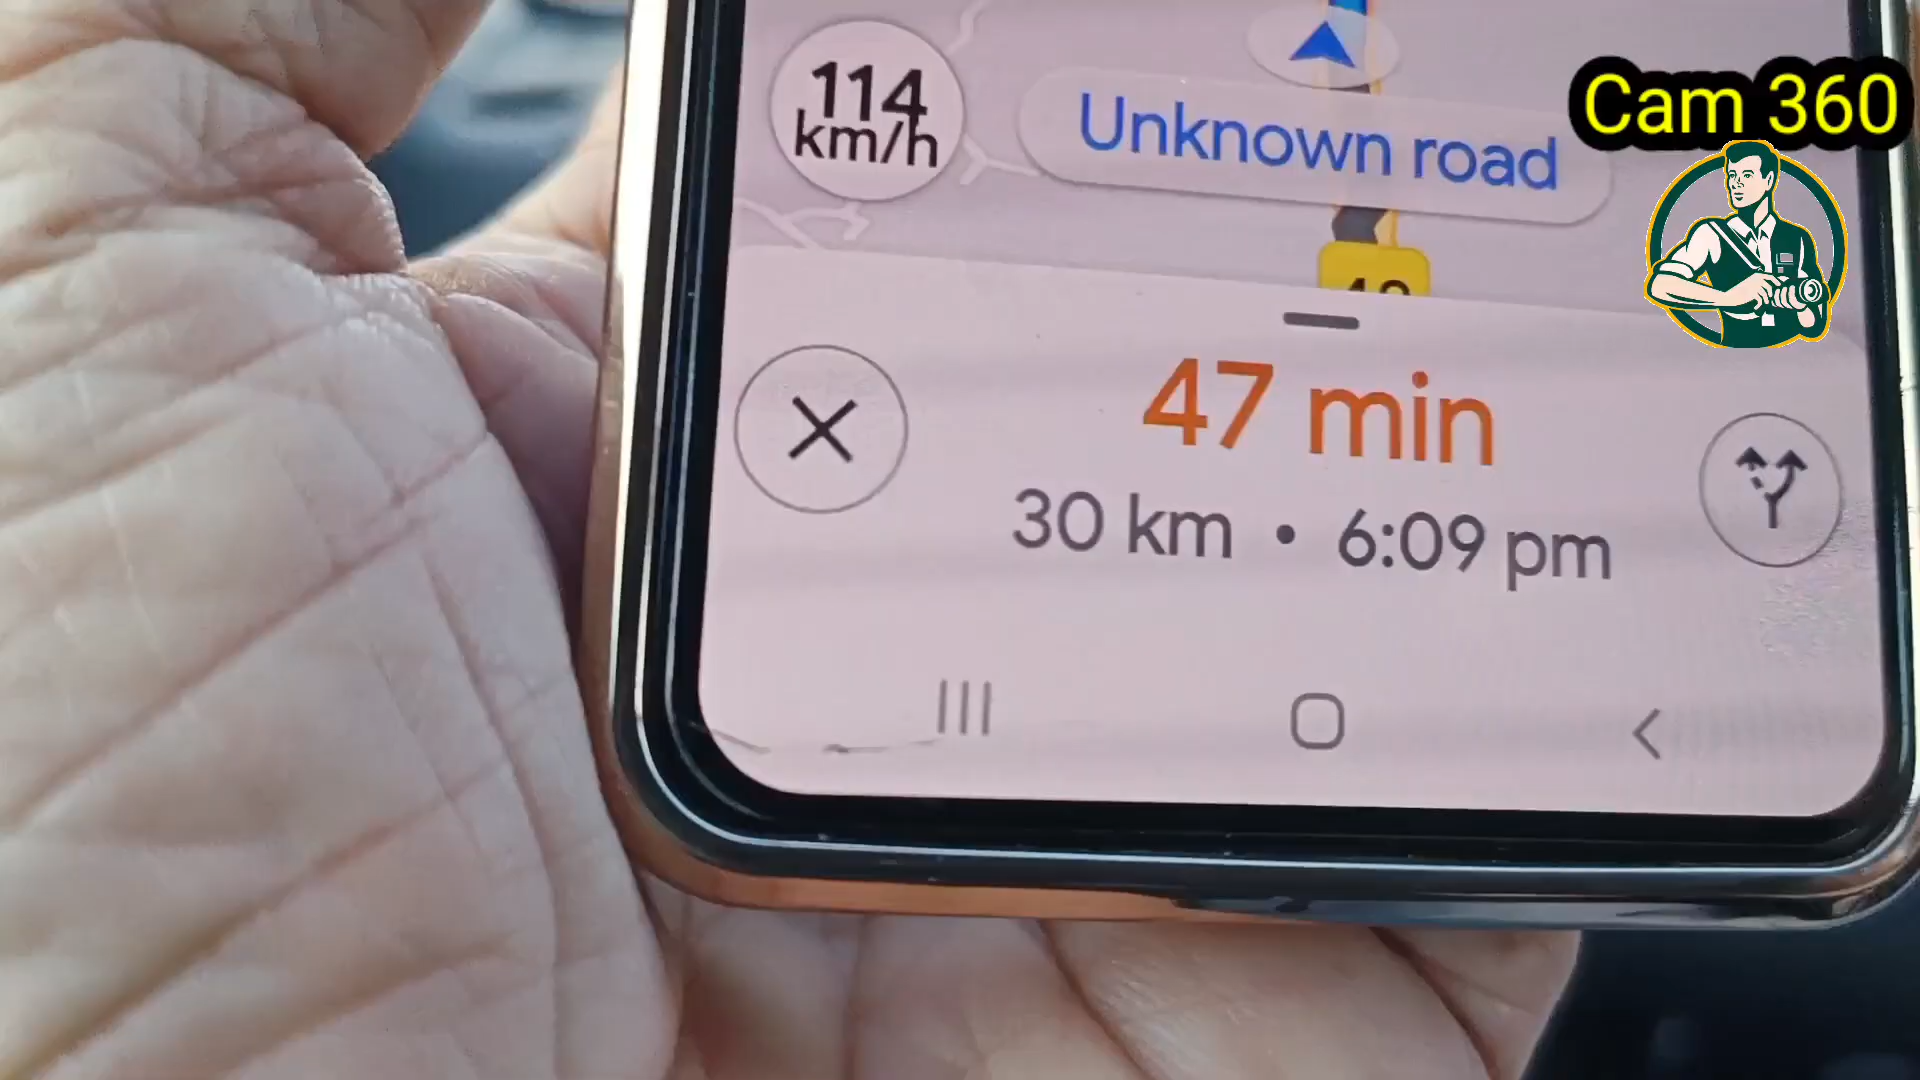 Cam 360
114
km/h
Unknown road
47 min
30 km • 6:09 pm